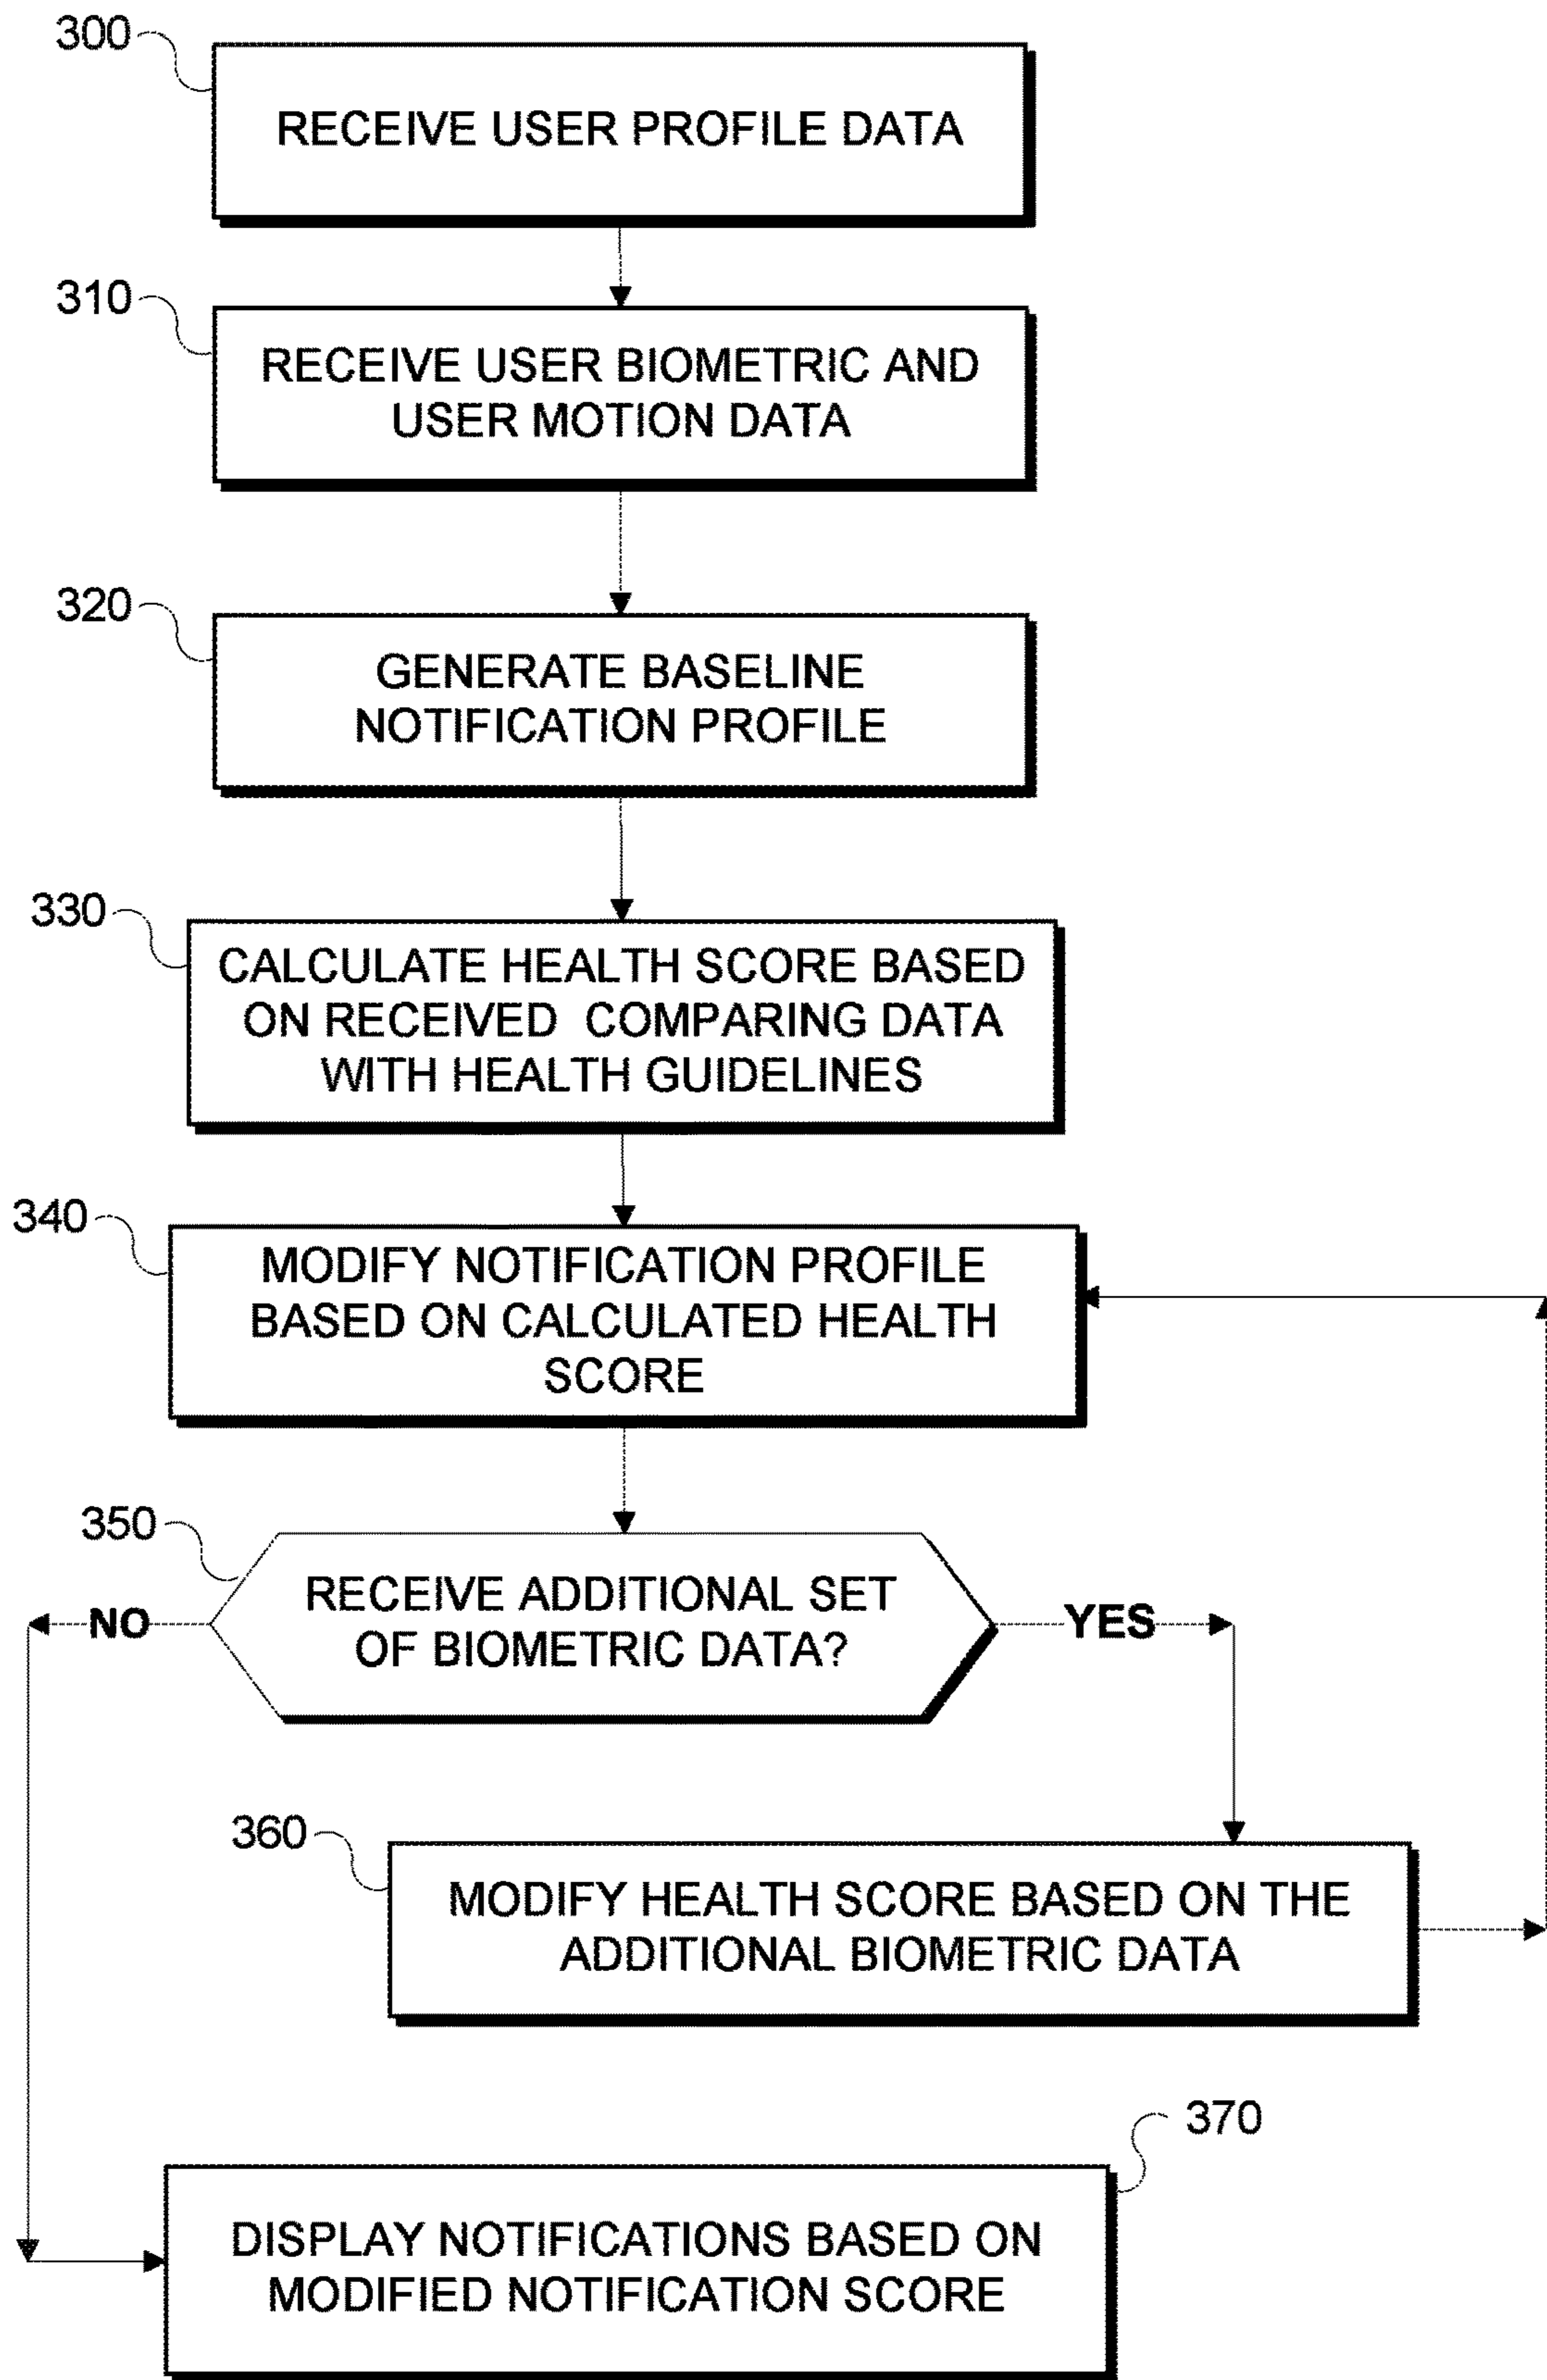 300
RECEIVE USER PROFILE DATA
310
RECEIVE USER BIOMETRIC AND
USER MOTION DATA
320
GENERATE BASELINE
NOTIFICATION PROFILE
330
CALCULATE HEALTH SCORE BASED
ON RECEIVED COMPARING DATA
WITH HEALTH GUIDELINES
340
MODIFY NOTIFICATION PROFILE
BASED ON CALCULATED HEALTH
SCORE
350
RECEIVE ADDITIONAL SET
OF BIOMETRIC DATA?
NO
YES
360
MODIFY HEALTH SCORE BASED ON THE
ADDITIONAL BIOMETRIC DATA
370
DISPLAY NOTIFICATIONS BASED ON
MODIFIED NOTIFICATION SCORE